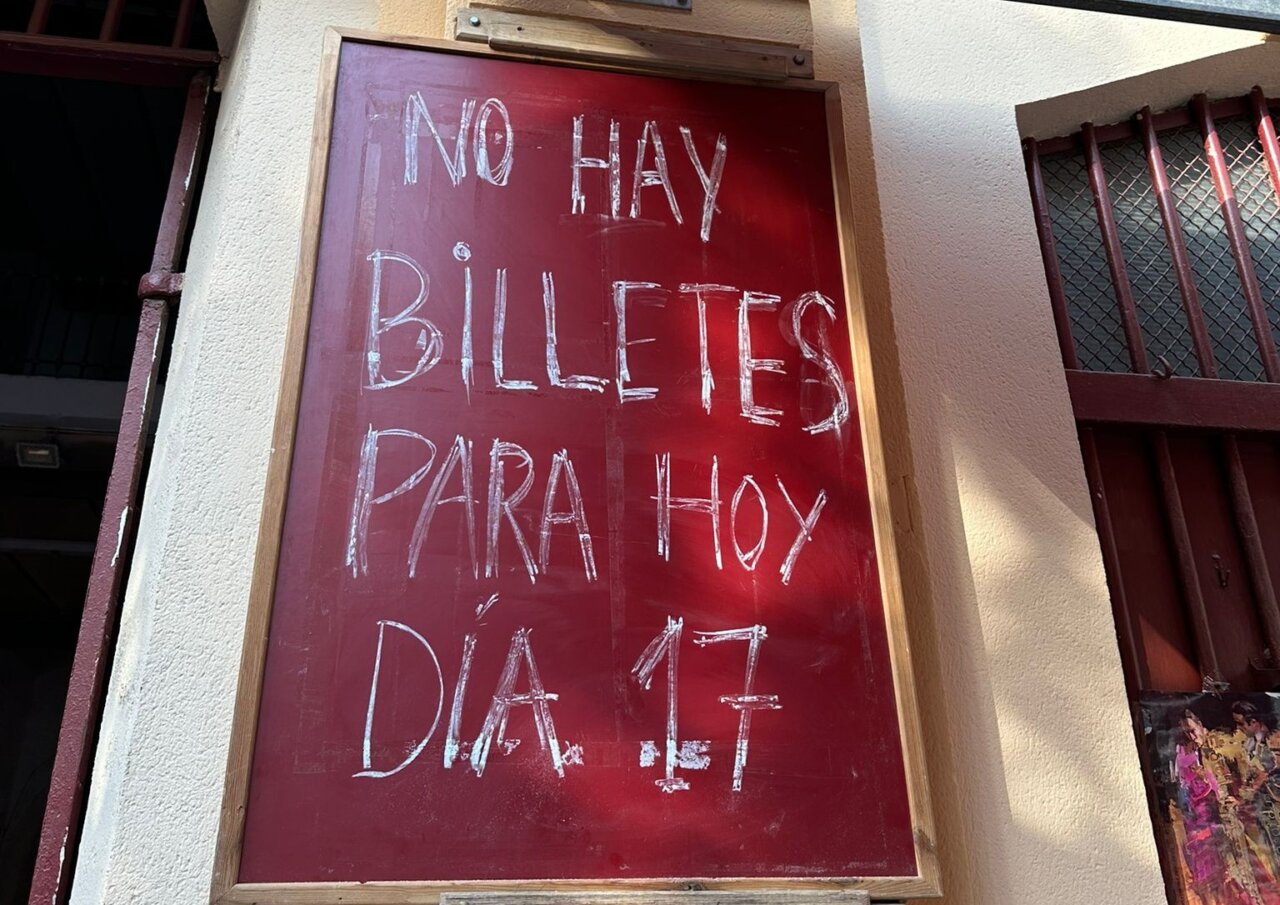 NO HAY
BiLLETES
PARA HOY
DÍA 17